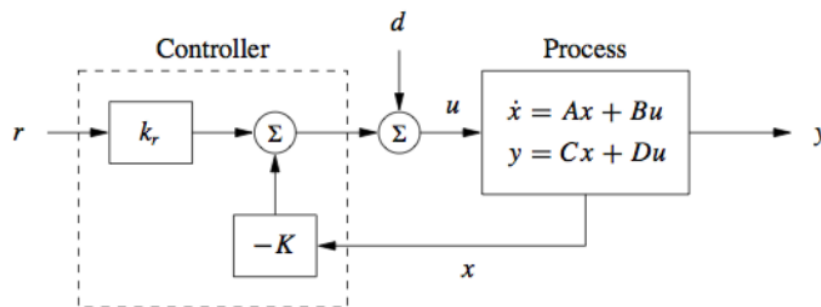 d
Controller
Process
r
k_r
Σ
Σ
u
ẋ = Ax + Bu
y = Cx + Du
y
−K
x